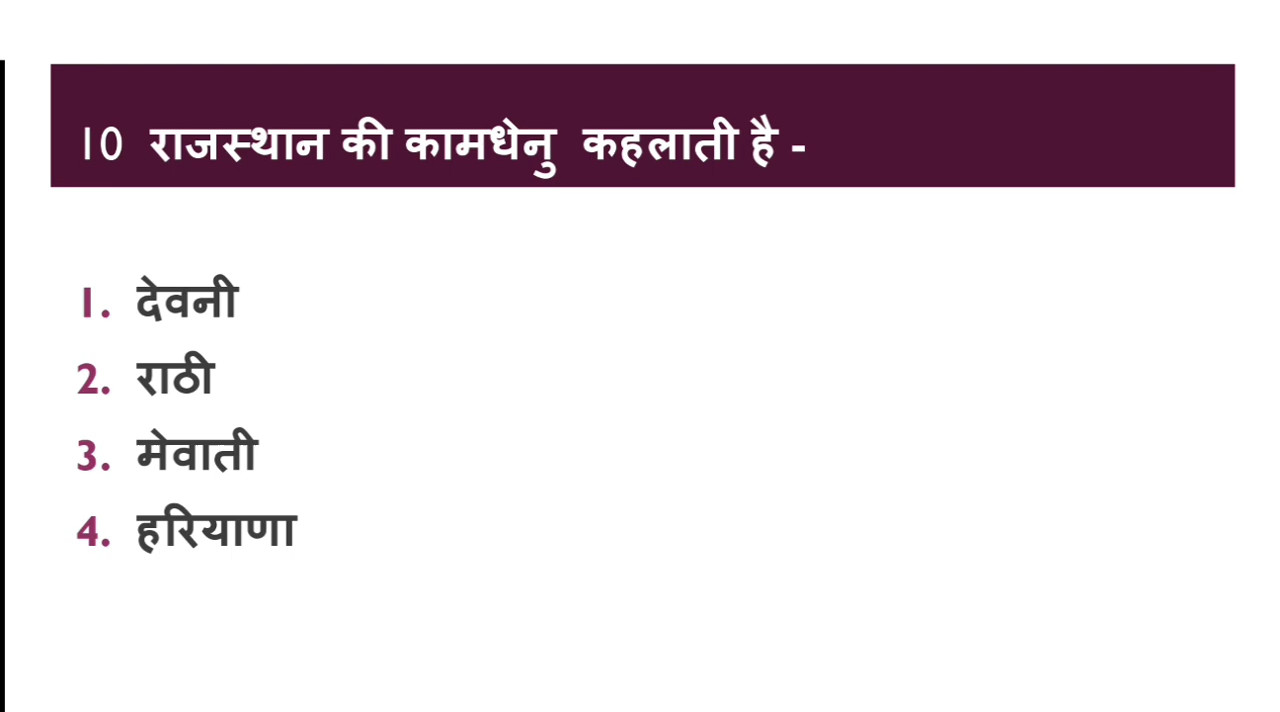 10 राजस्थान की कामधेनु कहलाती है -
1. देवनी
2. राठी
3. मेवाती
4. हरियाणा